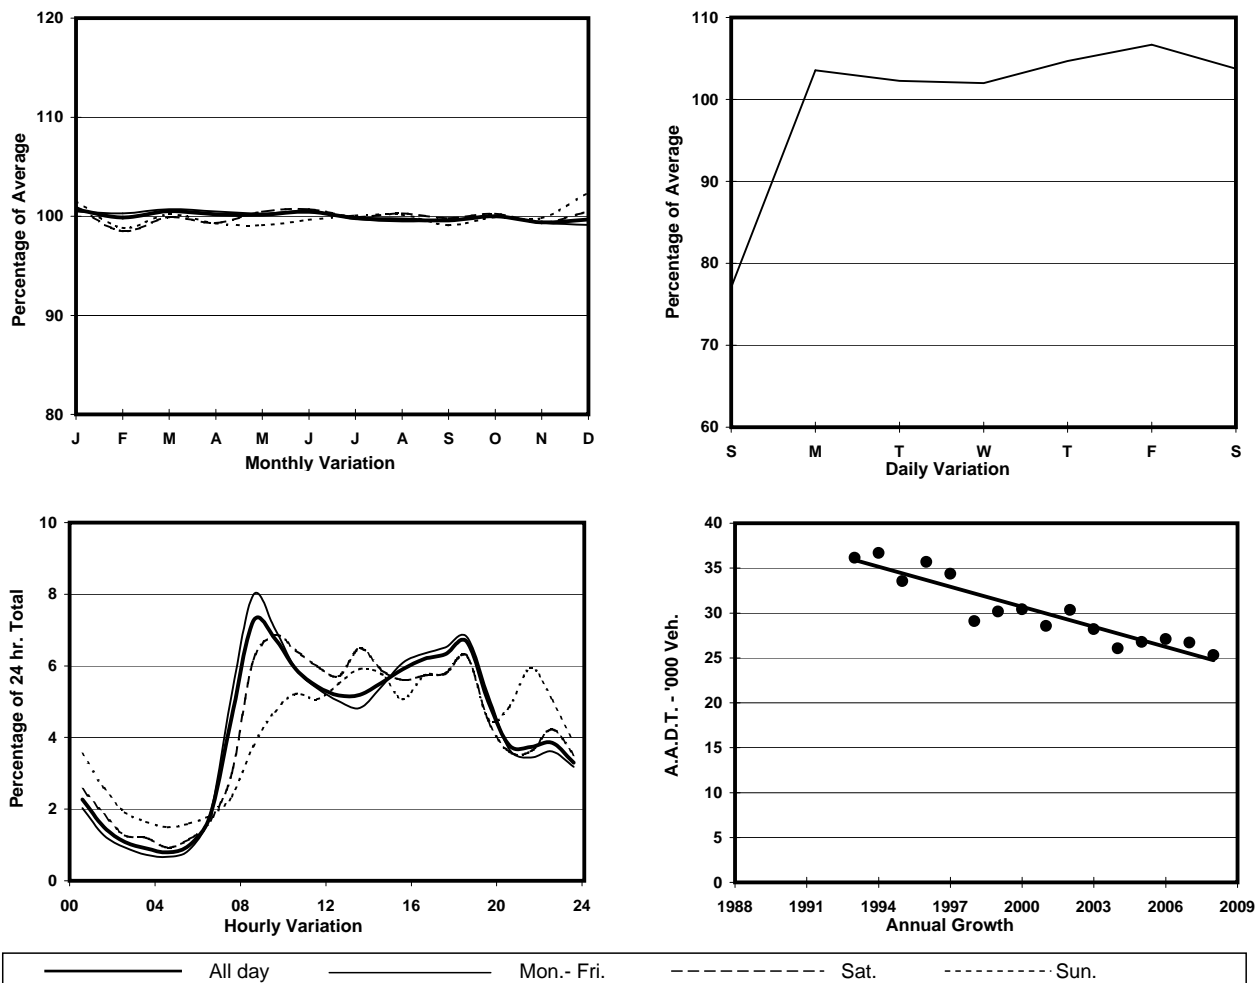 120
110
100
90
80
Percentage of Average
J F M A M J J A S O N D
Monthly Variation
110
100
90
80
70
60
Percentage of Average
S M T W T F S
Daily Variation
10
8
6
4
2
0
Percentage of 24 hr. Total
00 04 08 12 16 20 24
Hourly Variation
40
35
30
25
20
15
10
5
0
A.A.D.T. - '000 Veh.
1988 1991 1994 1997 2000 2003 2006 2009
Annual Growth
All day Mon.- Fri. Sat. Sun.